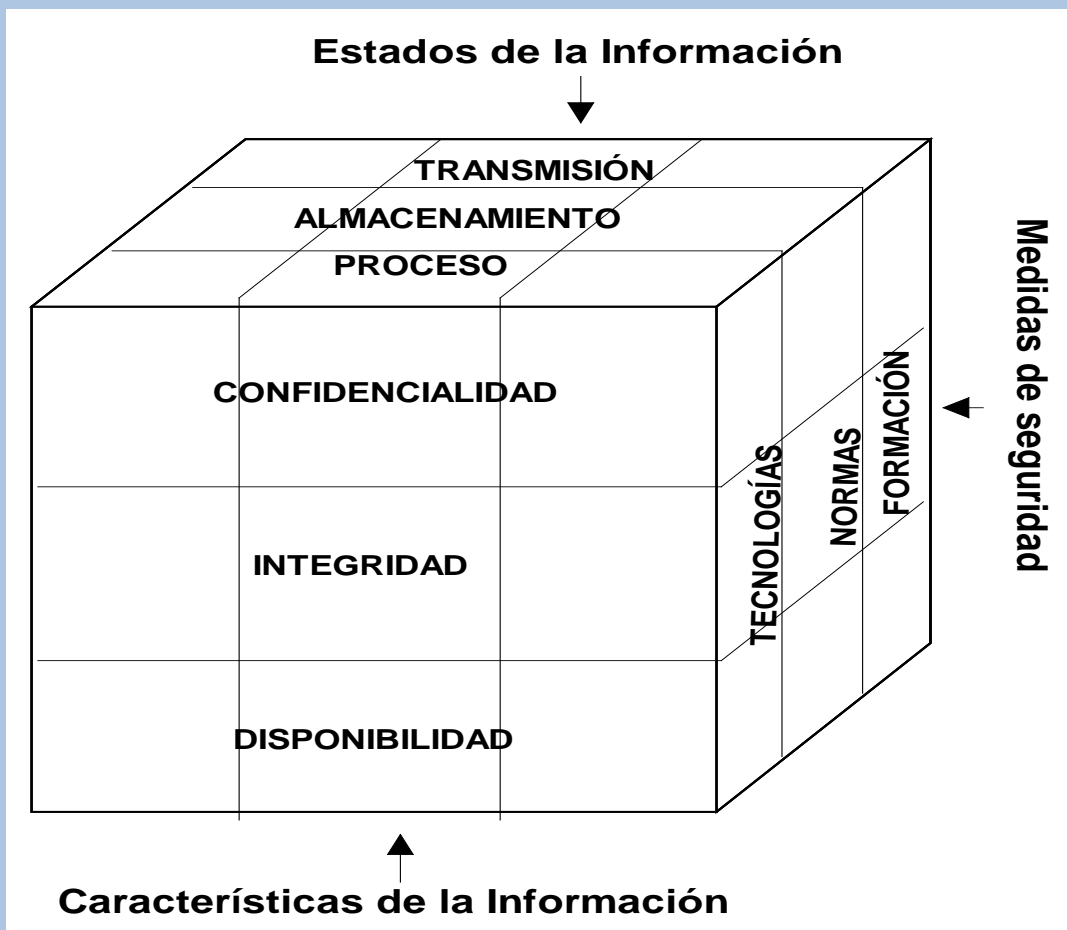 Estados de la Información
TRANSMISIÓN
ALMACENAMIENTO
PROCESO
CONFIDENCIALIDAD
INTEGRIDAD
DISPONIBILIDAD
TECNOLOGÍAS
NORMAS
FORMACIÓN
Medidas de seguridad
Características de la Información